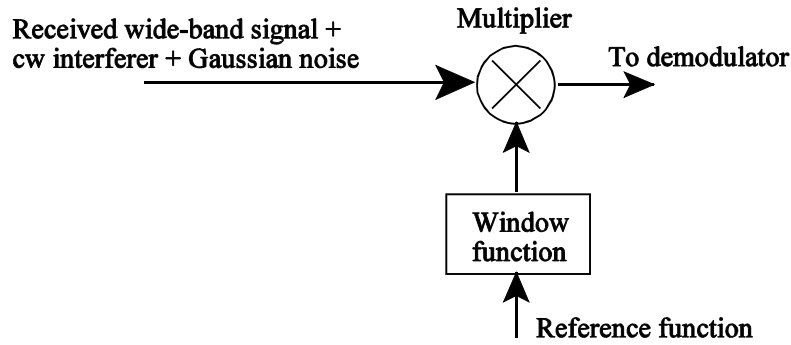 Received wide-band signal +
cw interferer + Gaussian noise
Multiplier
To demodulator
Window
function
Reference function